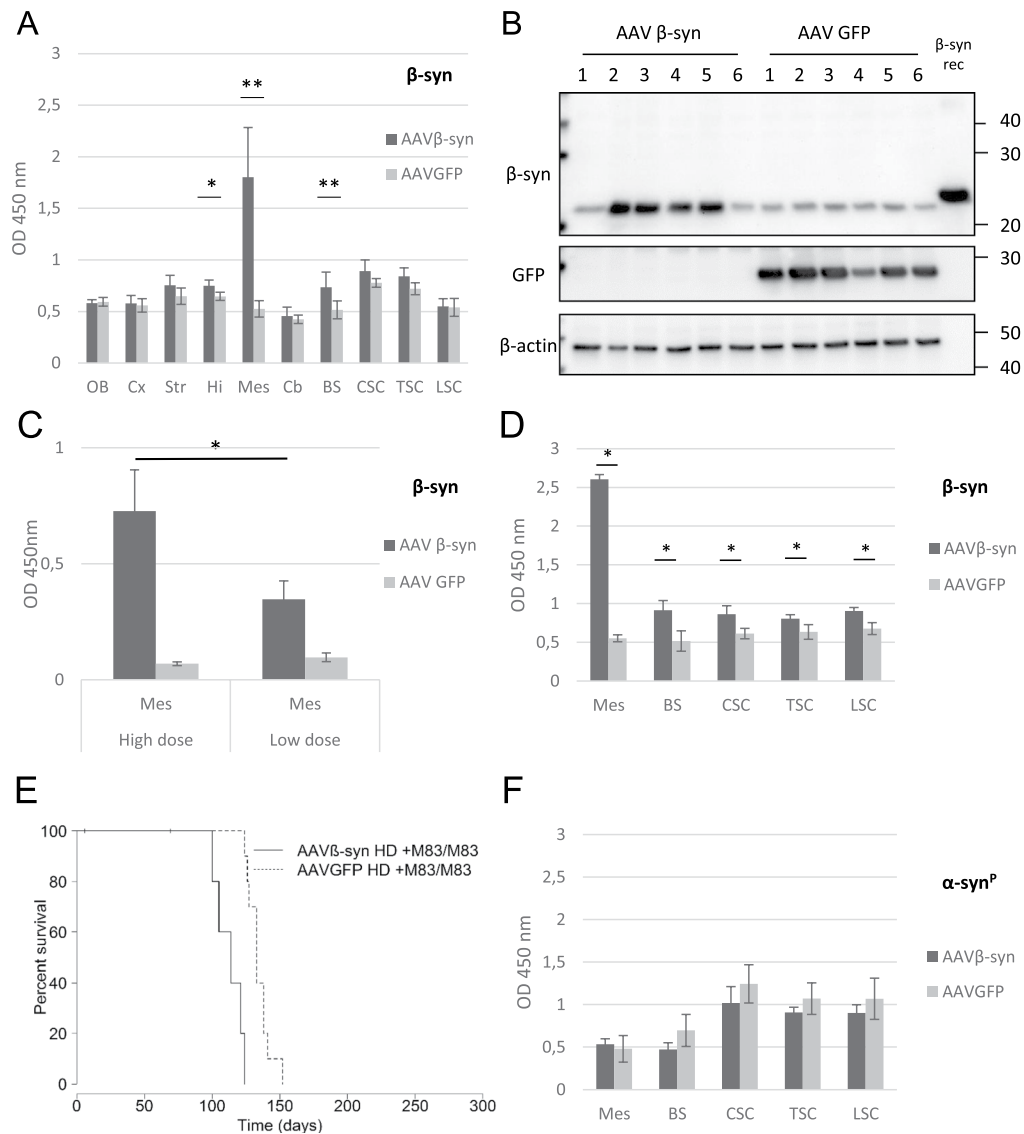 A
3
2,5
2
1,5
1
0,5
0
OD 450 nm
β-syn
**
*
**
AAVβ-syn
AAVGFP
OB Cx Str Hi Mes Cb BS CSC TSC LSC
B
AAV β-syn AAV GFP β-syn rec
1 2 3 4 5 6 1 2 3 4 5 6
β-syn
40
30
20
GFP
30
β-actin
50
40
C
1
0,5
0
OD 450nm
*
β-syn
AAV β-syn
AAV GFP
Mes Mes
High dose Low dose
D
3
2,5
2
1,5
1
0,5
0
OD 450 nm
*
* * * *
β-syn
AAVβ-syn
AAVGFP
Mes BS CSC TSC LSC
E
100
80
60
40
20
0
Percent survival
AAVß-syn HD +M83/M83
AAVGFP HD +M83/M83
0 50 100 150 200 250 300
Time (days)
F
3
2,5
2
1,5
1
0,5
0
OD 450 nm
α-synᴾ
AAVβ-syn
AAVGFP
Mes BS CSC TSC LSC